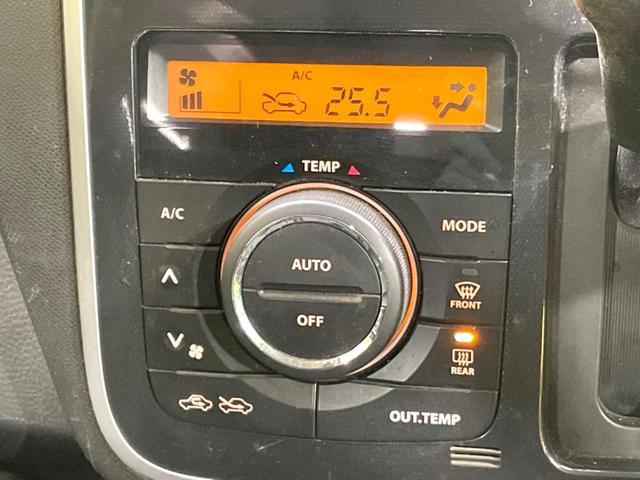 A/C
25.5
TEMP
A/C
MODE
AUTO
OFF
FRONT
REAR
OUT.TEMP